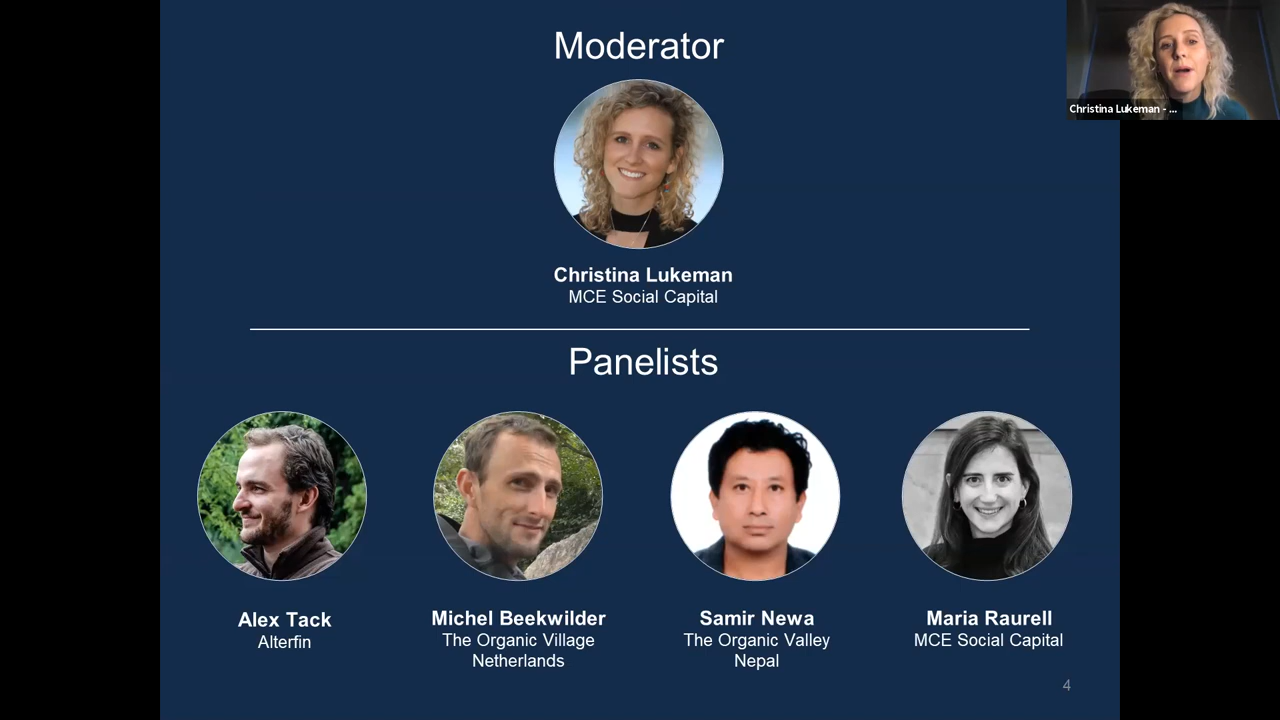 Moderator
Christina Lukeman - ...
Christina Lukeman
MCE Social Capital
Panelists
Alex Tack
Alterfin
Michel Beekwilder
The Organic Village
Netherlands
Samir Newa
The Organic Valley
Nepal
Maria Raurell
MCE Social Capital
4